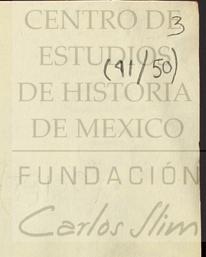 CENTRO DE
3
ESTUDIOS
(41/50)
DE HISTORIA
DE MEXICO
FUNDACIÓN
Carlos Slim